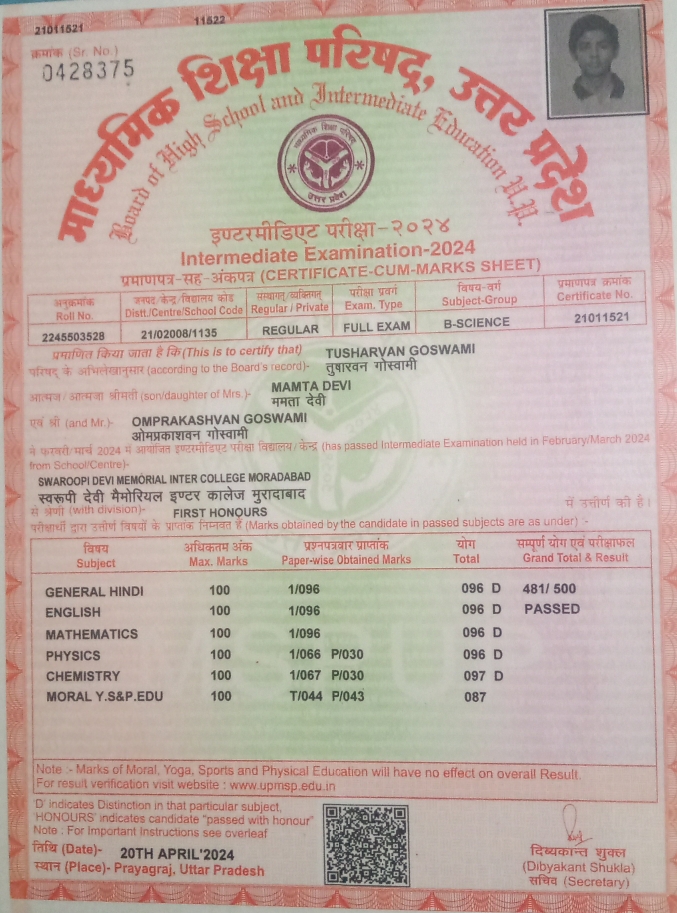 21011521 11522
क्रमांक (Sr. No.)
0428375
माध्यमिक शिक्षा परिषद्, उत्तर प्रदेश
Board of High School and Intermediate Education U.P.
माध्यमिक शिक्षा परिषद
उत्तर प्रदेश
इण्टरमीडिएट परीक्षा-२०२४
Intermediate Examination-2024
प्रमाणपत्र-सह-अंकपत्र (CERTIFICATE-CUM-MARKS SHEET)
अनुक्रमांक जनपद/केन्द्र/विद्यालय कोड संस्थागत/व्यक्तिगत परीक्षा प्रवर्ग विषय-वर्ग प्रमाणपत्र क्रमांक
Roll No. Distt./Centre/School Code Regular / Private Exam. Type Subject-Group Certificate No.
2245503528 21/02008/1135 REGULAR FULL EXAM B-SCIENCE 21011521
प्रमाणित किया जाता है कि (This is to certify that) TUSHARVAN GOSWAMI
परिषद के अभिलेखानुसार (according to the Board's record)- तुषारवन गोस्वामी
आत्मज/आत्मजा श्रीमती (son/daughter of Mrs.)- MAMTA DEVI
ममता देवी
एवं श्री (and Mr.)- OMPRAKASHVAN GOSWAMI
ओमप्रकाशवन गोस्वामी
ने फरवरी/मार्च 2024 में आयोजित इण्टरमीडिएट परीक्षा विद्यालय/केन्द्र (has passed Intermediate Examination held in February/March 2024
from School/Centre)-
SWAROOPI DEVI MEMORIAL INTER COLLEGE MORADABAD
स्वरूपी देवी मैमोरियल इण्टर कालेज मुरादाबाद
से श्रेणी (with division)- FIRST HONOURS में उत्तीर्ण की है।
परीक्षार्थी द्वारा उत्तीर्ण विषयों के प्राप्तांक निम्नवत हैं (Marks obtained by the candidate in passed subjects are as under) :-
विषय अधिकतम अंक प्रश्नपत्रवार प्राप्तांक योग सम्पूर्ण योग एवं परीक्षाफल
Subject Max. Marks Paper-wise Obtained Marks Total Grand Total & Result
GENERAL HINDI 100 1/096 096 D 481/ 500
ENGLISH 100 1/096 096 D PASSED
MATHEMATICS 100 1/096 096 D
PHYSICS 100 1/066 P/030 096 D
CHEMISTRY 100 1/067 P/030 097 D
MORAL Y.S&P.EDU 100 T/044 P/043 087
MSPUP
Note :- Marks of Moral, Yoga, Sports and Physical Education will have no effect on overall Result.
For result verification visit website : www.upmsp.edu.in
'D' indicates Distinction in that particular subject,
'HONOURS' indicates candidate "passed with honour"
Note : For Important Instructions see overleaf
तिथि (Date)- 20TH APRIL'2024
स्थान (Place)- Prayagraj, Uttar Pradesh
दिब्यकान्त शुक्ल
(Dibyakant Shukla)
सचिव (Secretary)